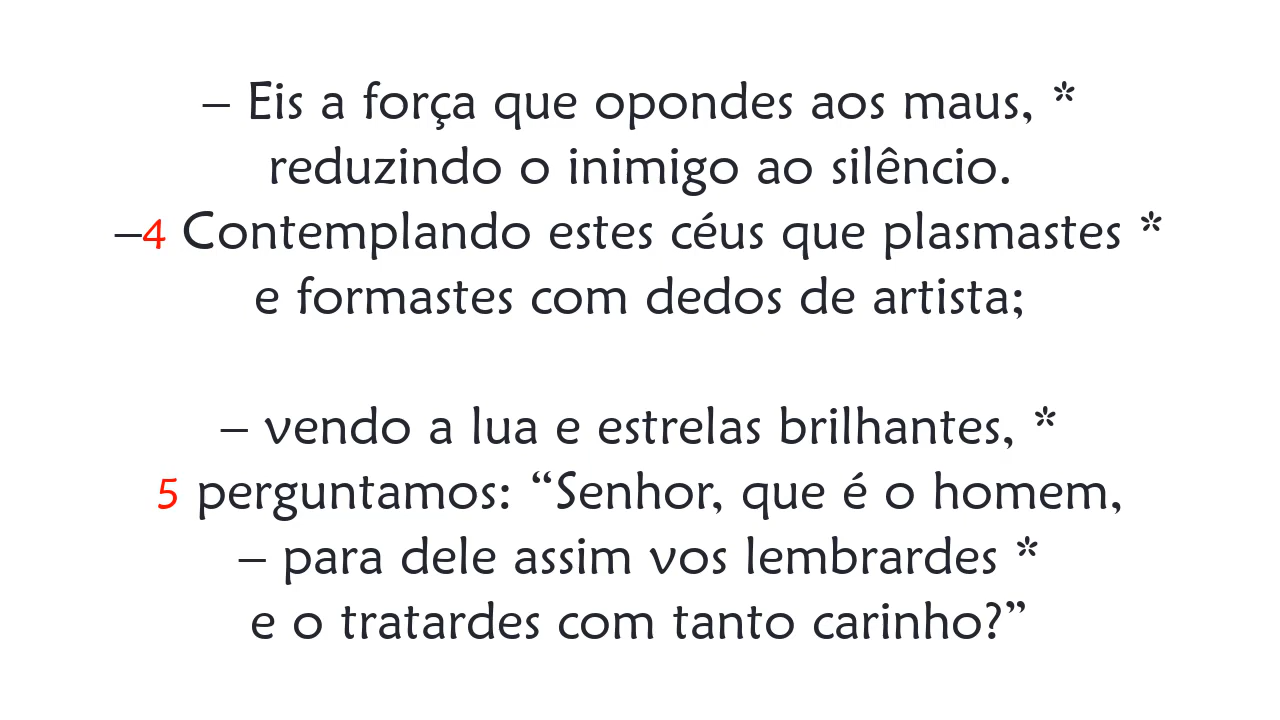 – Eis a força que opondes aos maus, *
reduzindo o inimigo ao silêncio.
–4 Contemplando estes céus que plasmastes *
e formastes com dedos de artista;
– vendo a lua e estrelas brilhantes, *
5 perguntamos: “Senhor, que é o homem,
– para dele assim vos lembrardes *
e o tratardes com tanto carinho?”